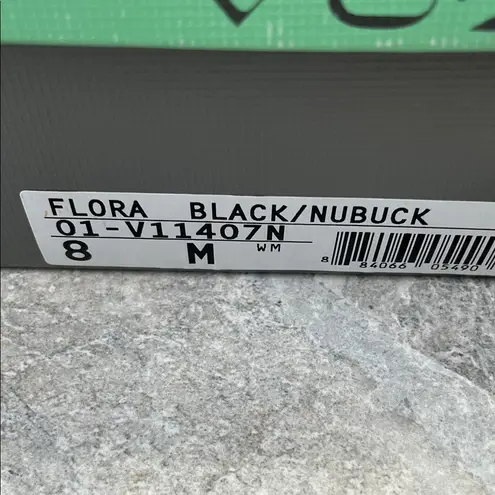 FLORA BLACK/NUBUCK
01-V11407N
8 M WM
8 84066 05490